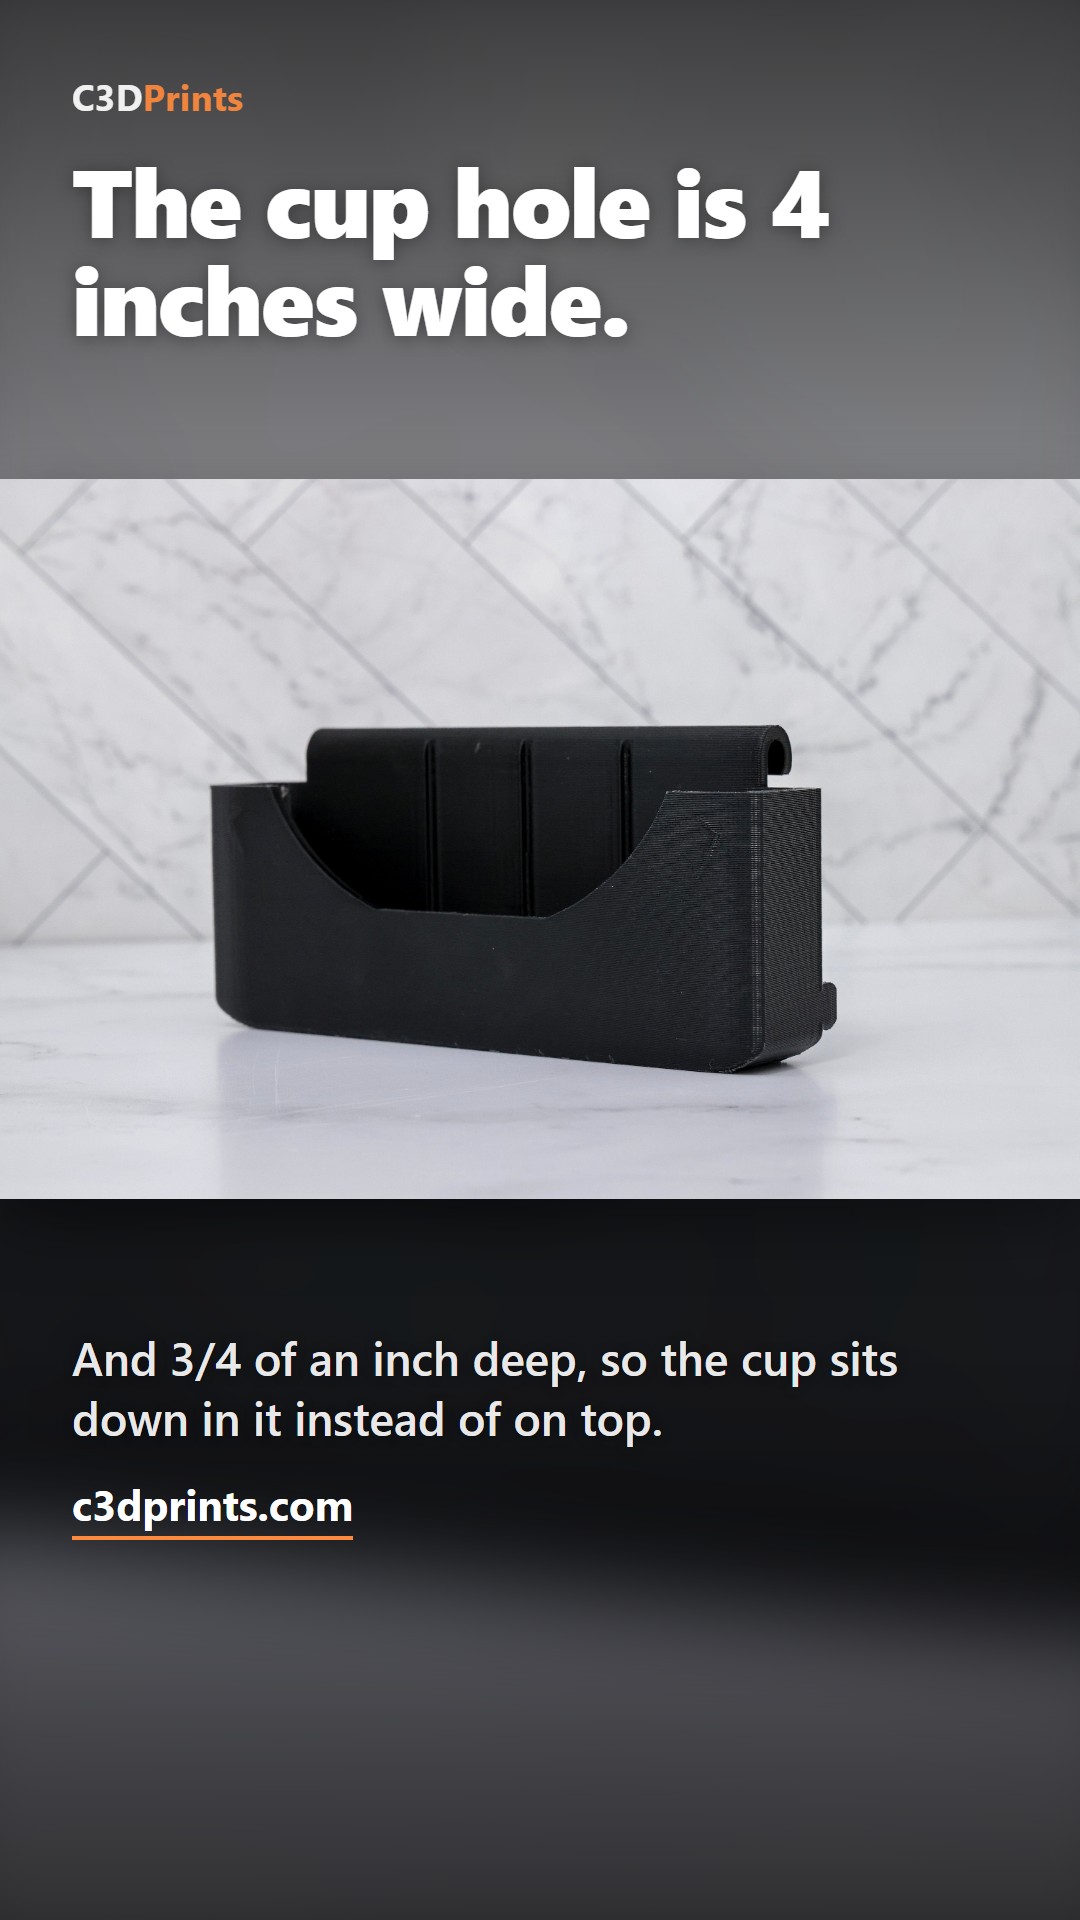 C3DPrints
The cup hole is 4
inches wide.
And 3/4 of an inch deep, so the cup sits
down in it instead of on top.
c3dprints.com